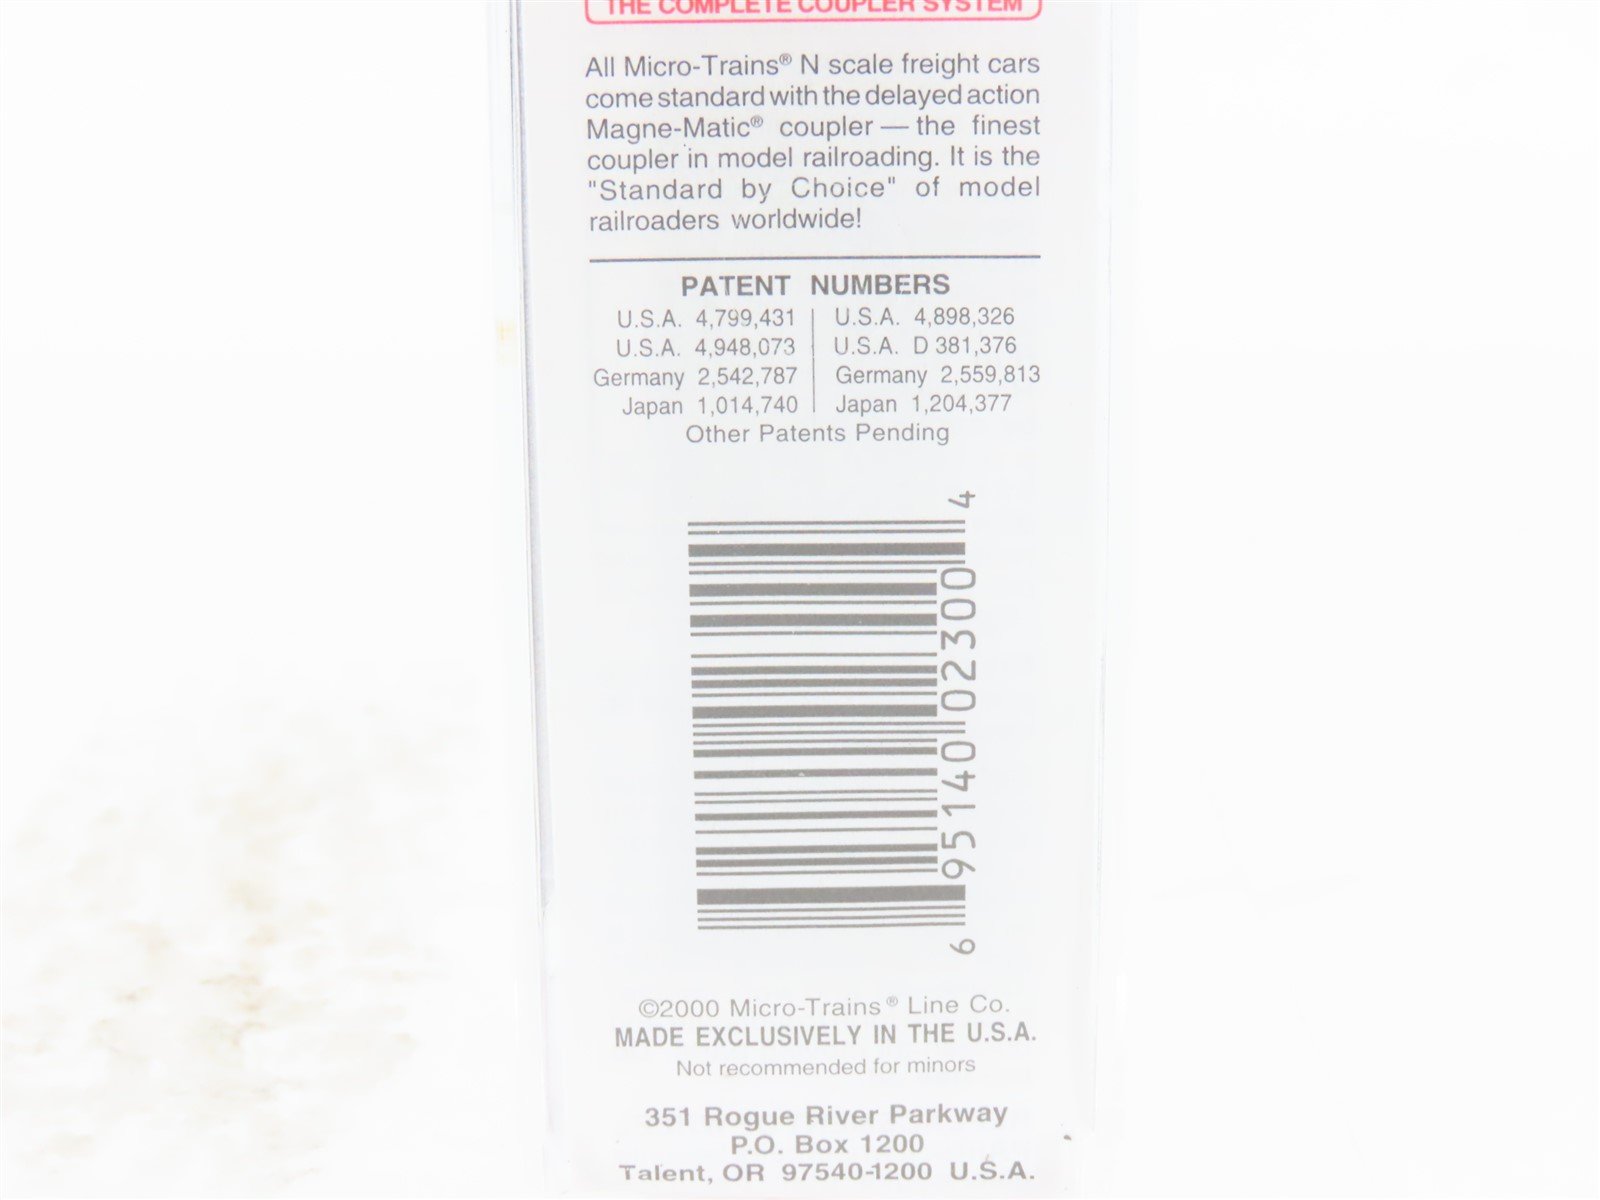 THE COMPLETE COUPLER SYSTEM
All Micro-Trains® N scale freight cars
come standard with the delayed action
Magne-Matic® coupler — the finest
coupler in model railroading. It is the
"Standard by Choice" of model
railroaders worldwide!
PATENT NUMBERS
U.S.A. 4,799,431 | U.S.A. 4,898,326
U.S.A. 4,948,073 | U.S.A. D 381,376
Germany 2,542,787 | Germany 2,559,813
Japan 1,014,740 | Japan 1,204,377
Other Patents Pending
6 95140 02300 4
©2000 Micro-Trains® Line Co.
MADE EXCLUSIVELY IN THE U.S.A.
Not recommended for minors
351 Rogue River Parkway
P.O. Box 1200
Talent, OR 97540-1200 U.S.A.